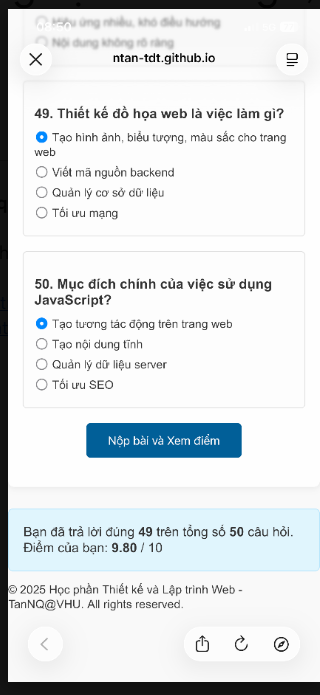 Nội dung không rõ ràng
ntan-tdt.github.io
49. Thiết kế đồ họa web là việc làm gì?
Tạo hình ảnh, biểu tượng, màu sắc cho trang
web
Viết mã nguồn backend
Quản lý cơ sở dữ liệu
Tối ưu mạng
50. Mục đích chính của việc sử dụng
JavaScript?
Tạo tương tác động trên trang web
Tạo nội dung tĩnh
Quản lý dữ liệu server
Tối ưu SEO
Nộp bài và Xem điểm
Bạn đã trả lời đúng 49 trên tổng số 50 câu hỏi.
Điểm của bạn: 9.80 / 10
© 2025 Học phần Thiết kế và Lập trình Web -
TanNQ@VHU. All rights reserved.